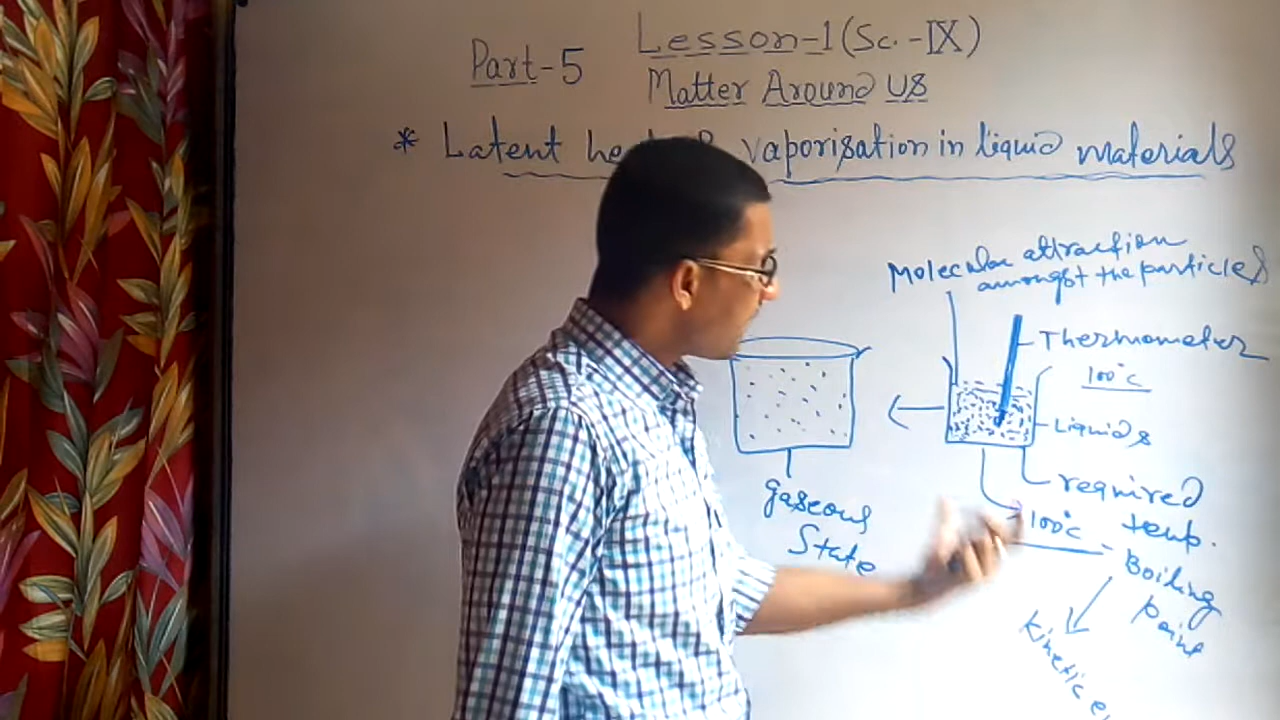 Part-5
Lesson-1 (Sc.-IX)
Matter Around us
* Latent vaporisation in liquid materials
Molecular attraction
amongst the particles
Thermometer
100°C
Liquids
required
temp.
100°C - Boiling
point
Kinetic
gaseous
State